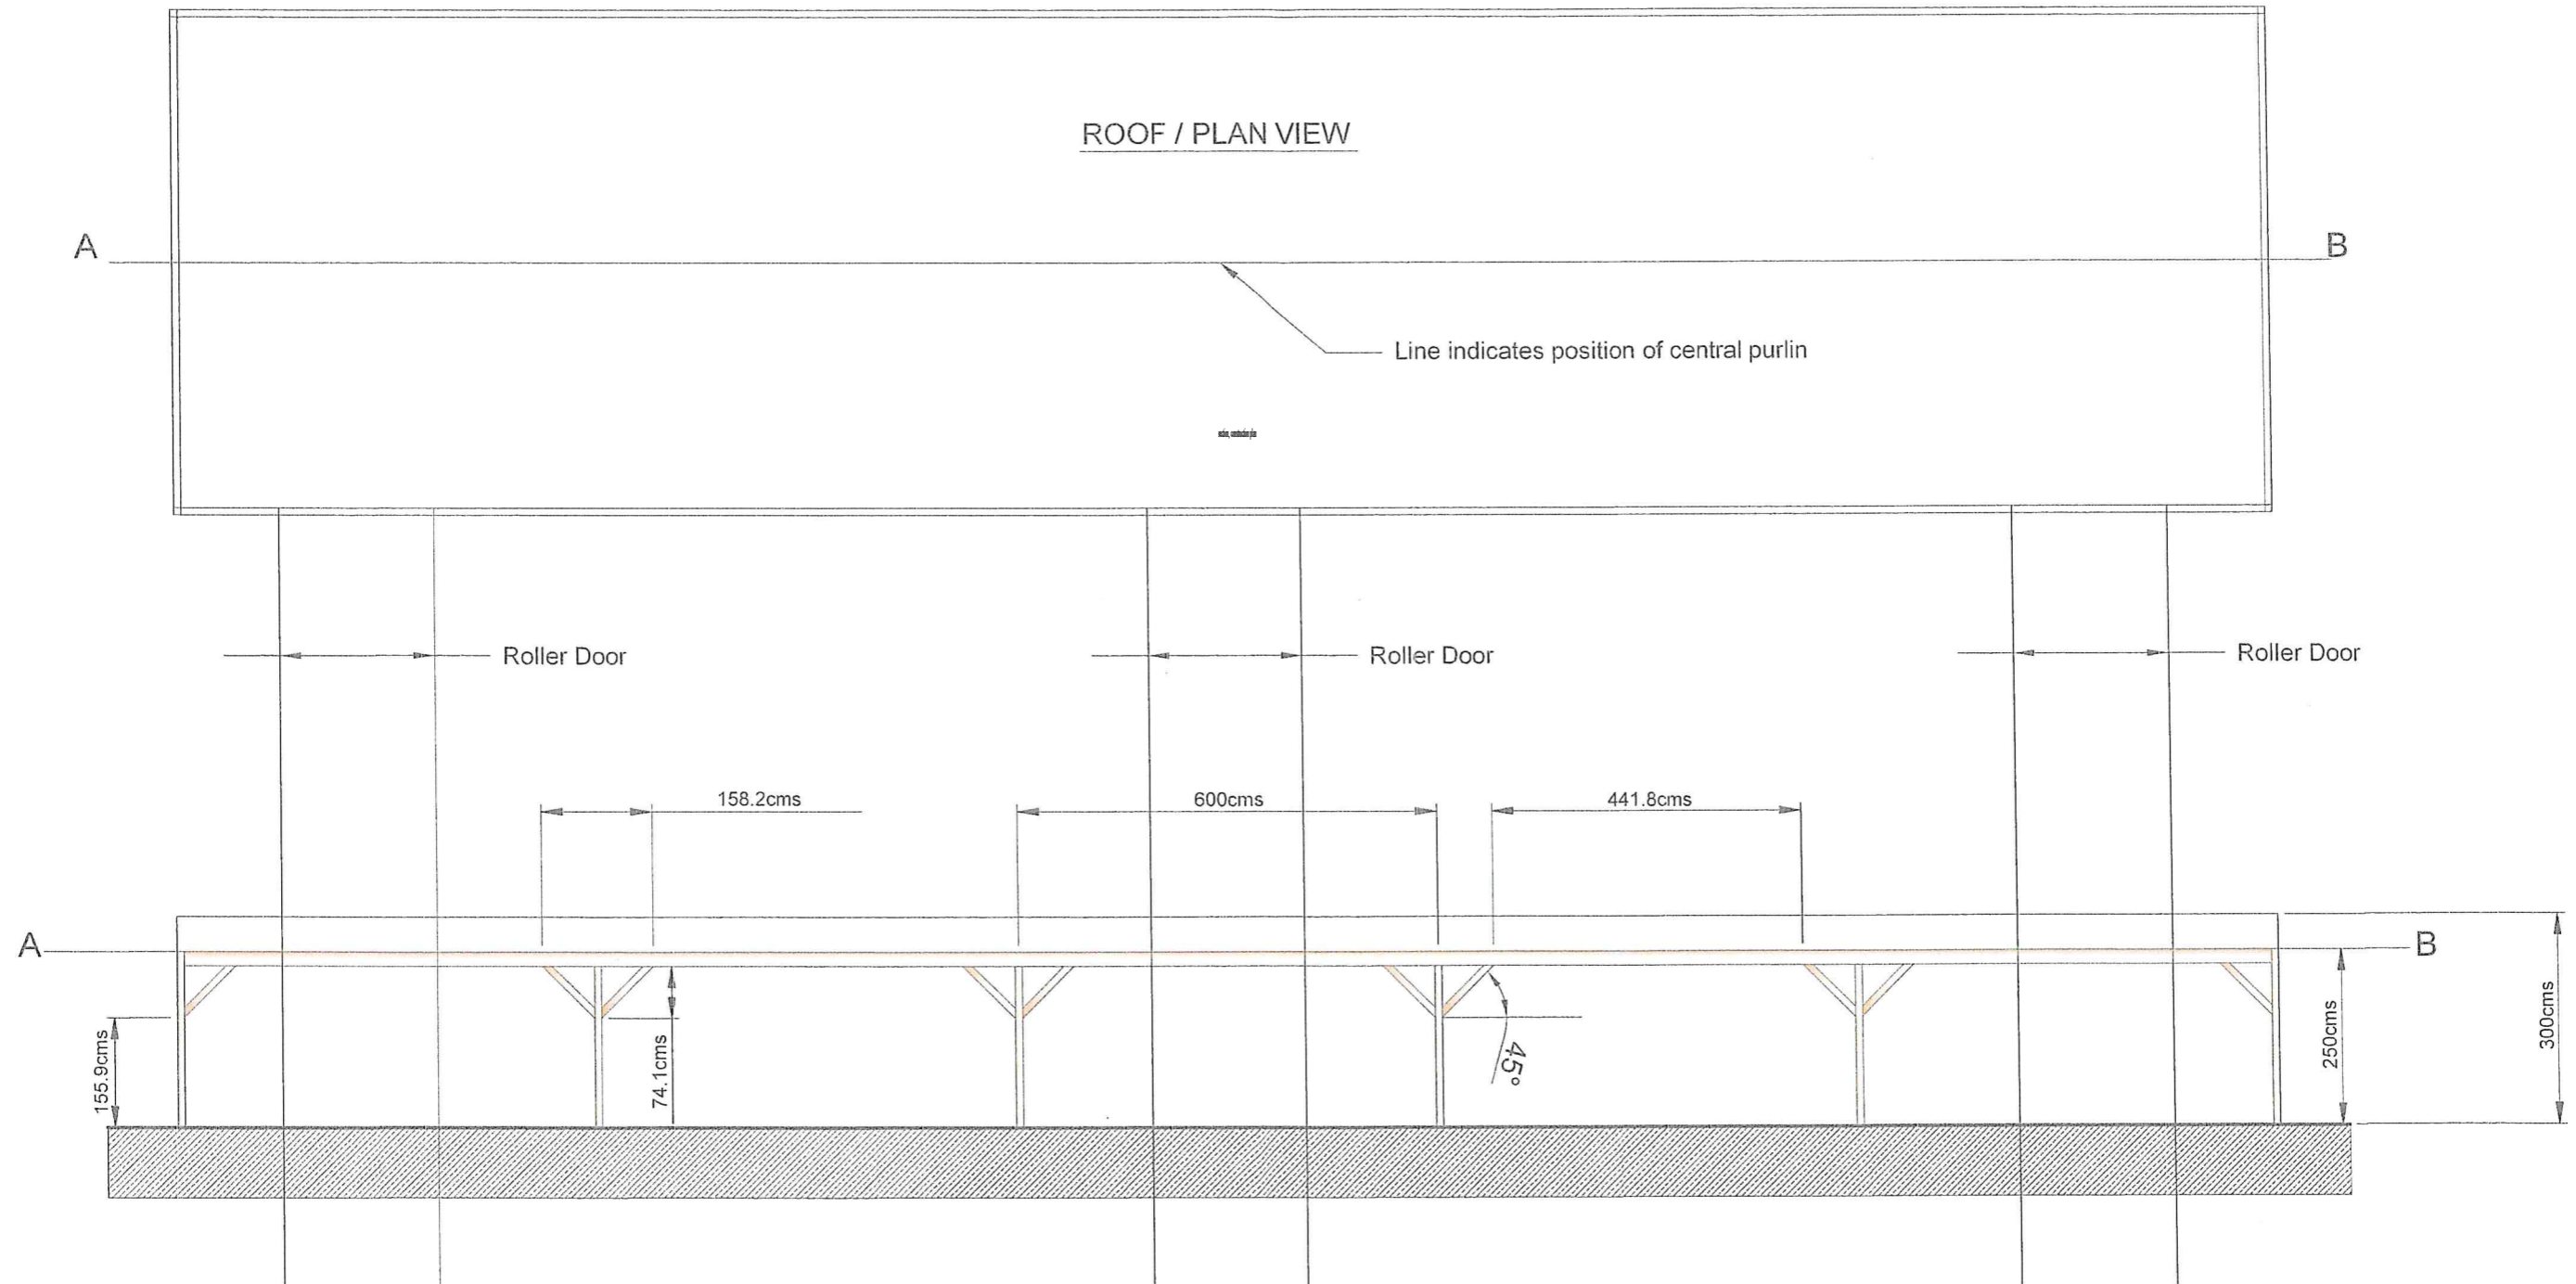 ROOF / PLAN VIEW
A
B
Line indicates position of central purlin
Roller Door
Roller Door
Roller Door
158.2cms
600cms
441.8cms
A
B
155.9cms
74.1cms
45°
250cms
300cms